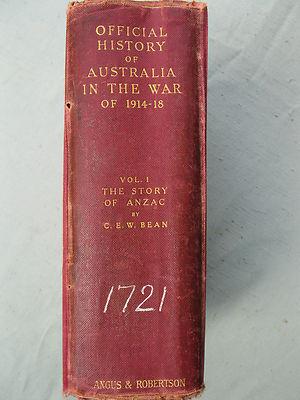 OFFICIAL
HISTORY
OF
AUSTRALIA
IN THE WAR
OF 1914-18
VOL. I
THE STORY
OF ANZAC
BY
C. E. W. BEAN
1721
ANGUS & ROBERTSON